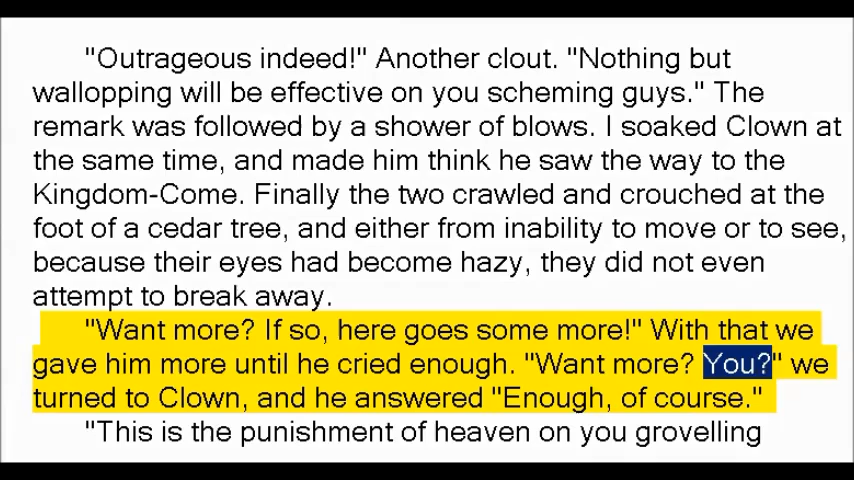 "Outrageous indeed!" Another clout. "Nothing but
wallopping will be effective on you scheming guys." The
remark was followed by a shower of blows. I soaked Clown at
the same time, and made him think he saw the way to the
Kingdom-Come. Finally the two crawled and crouched at the
foot of a cedar tree, and either from inability to move or to see,
because their eyes had become hazy, they did not even
attempt to break away.
"Want more? If so, here goes some more!" With that we
gave him more until he cried enough. "Want more? You?" we
turned to Clown, and he answered "Enough, of course."
"This is the punishment of heaven on you grovelling